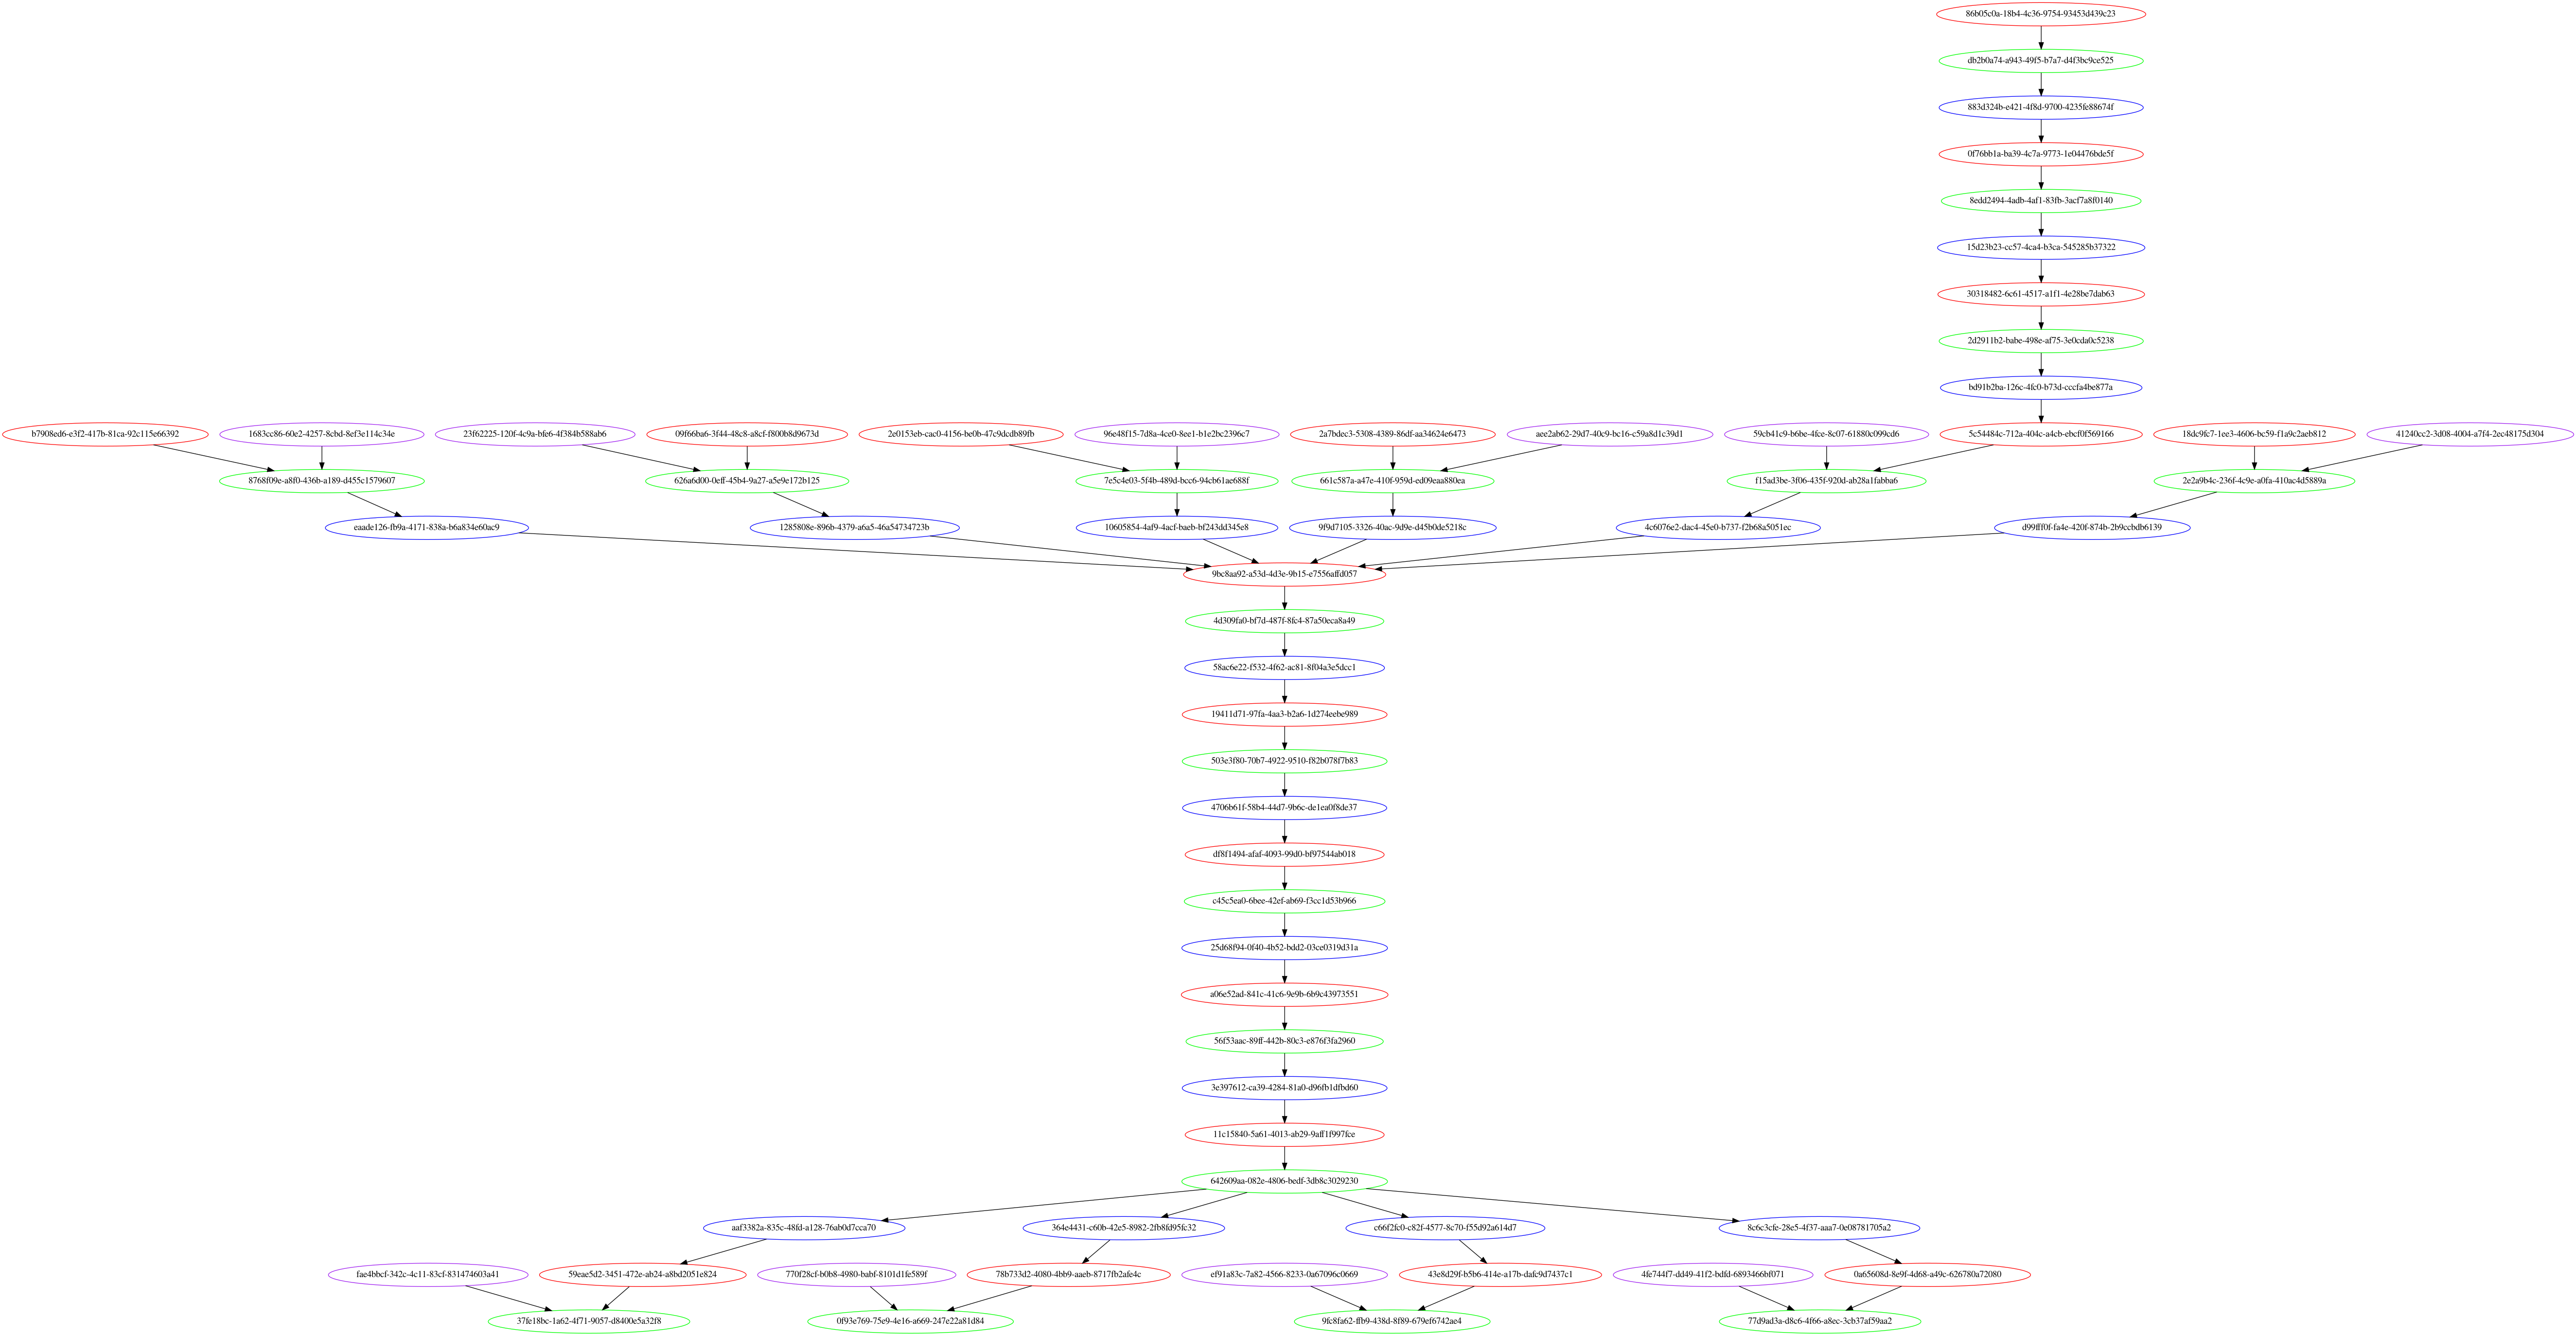 86b05c0a-18b4-4c36-9754-93453d439c23
db2b0a74-a943-49f5-b7a7-d4f3bc9ce525
883d324b-e421-4f8d-9700-4235fe88674f
0f76bb1a-ba39-4c7a-9773-1e04476bde5f
8edd2494-4adb-4af1-83fb-3acf7a8f0140
15d23b23-cc57-4ca4-b3ca-545285b37322
30318482-6c61-4517-a1f1-4e28be7dab63
2d2911b2-babe-498e-af75-3e0cda0c5238
bd91b2ba-126c-4fc0-b73d-cccfa4be877a
b7908ed6-e3f2-417b-81ca-92c115e66392
1683cc86-60e2-4257-8cbd-8ef3e114c34e
23f62225-120f-4c9a-bfe6-4f384b588ab6
09f66ba6-3f44-48c8-a8cf-f800b8d9673d
2e0153eb-cac0-4156-be0b-47c9dcdb89fb
96e48f15-7d8a-4ce0-8ee1-b1e2bc2396c7
2a7bdec3-5308-4389-86df-aa34624e6473
aee2ab62-29d7-40c9-bc16-c59a8d1c39d1
59cb41c9-b6be-4fce-8c07-61880c099cd6
5c54484c-712a-404c-a4cb-ebcf0f569166
18dc9fc7-1ee3-4606-bc59-f1a9c2aeb812
41240cc2-3d08-4004-a7f4-2ec48175d304
8768f09e-a8f0-436b-a189-d455c1579607
626a6d00-0eff-45b4-9a27-a5e9e172b125
7e5c4e03-5f4b-489d-bcc6-94cb61ae688f
661c587a-a47e-410f-959d-ed09eaa880ea
f15ad3be-3f06-435f-920d-ab28a1fabba6
2e2a9b4c-236f-4c9e-a0fa-410ac4d5889a
eaade126-fb9a-4171-838a-b6a834e60ac9
1285808e-896b-4379-a6a5-46a54734723b
10605854-4af9-4acf-baeb-bf243dd345e8
9f9d7105-3326-40ac-9d9e-d45b0de5218c
4c6076e2-dac4-45e0-b737-f2b68a5051ec
d99fff0f-fa4e-420f-874b-2b9ccbdb6139
9bc8aa92-a53d-4d3e-9b15-e7556affd057
4d309fa0-bf7d-487f-8fc4-87a50eca8a49
58ac6e22-f532-4f62-ac81-8f04a3e5dcc1
19411d71-97fa-4aa3-b2a6-1d274eebe989
503e3f80-70b7-4922-9510-f82b078f7b83
4706b61f-58b4-44d7-9b6c-de1ea0f8de37
df8f1494-afaf-4093-99d0-bf97544ab018
c45c5ea0-6bee-42ef-ab69-f3cc1d53b966
25d68f94-0f40-4b52-bdd2-03ce0319d31a
a06e52ad-841c-41c6-9e9b-6b9c43973551
56f53aac-89ff-442b-80c3-e876f3fa2960
3e397612-ca39-4284-81a0-d96fb1dfbd60
11c15840-5a61-4013-ab29-9aff1f997fce
642609aa-082e-4806-bedf-3db8c3029230
aaf3382a-835c-48fd-a128-76ab0d7cca70
364e4431-c60b-42e5-8982-2fb8fd95fc32
c66f2fc0-c82f-4577-8c70-f55d92a614d7
8c6c3cfe-28e5-4f37-aaa7-0e08781705a2
fae4bbcf-342c-4c11-83cf-831474603a41
59eae5d2-3451-472e-ab24-a8bd2051e824
770f28cf-b0b8-4980-babf-8101d1fe589f
78b733d2-4080-4bb9-aaeb-8717fb2afe4c
ef91a83c-7a82-4566-8233-0a67096c0669
43e8d29f-b5b6-414e-a17b-dafc9d7437c1
4fe744f7-dd49-41f2-bdfd-6893466bf071
0a65608d-8e9f-4d68-a49c-626780a72080
37fe18bc-1a62-4f71-9057-d8400e5a32f8
0f93e769-75e9-4e16-a669-247e22a81d84
9fc8fa62-ffb9-438d-8f89-679ef6742ae4
77d9ad3a-d8c6-4f66-a8ec-3cb37af59aa2